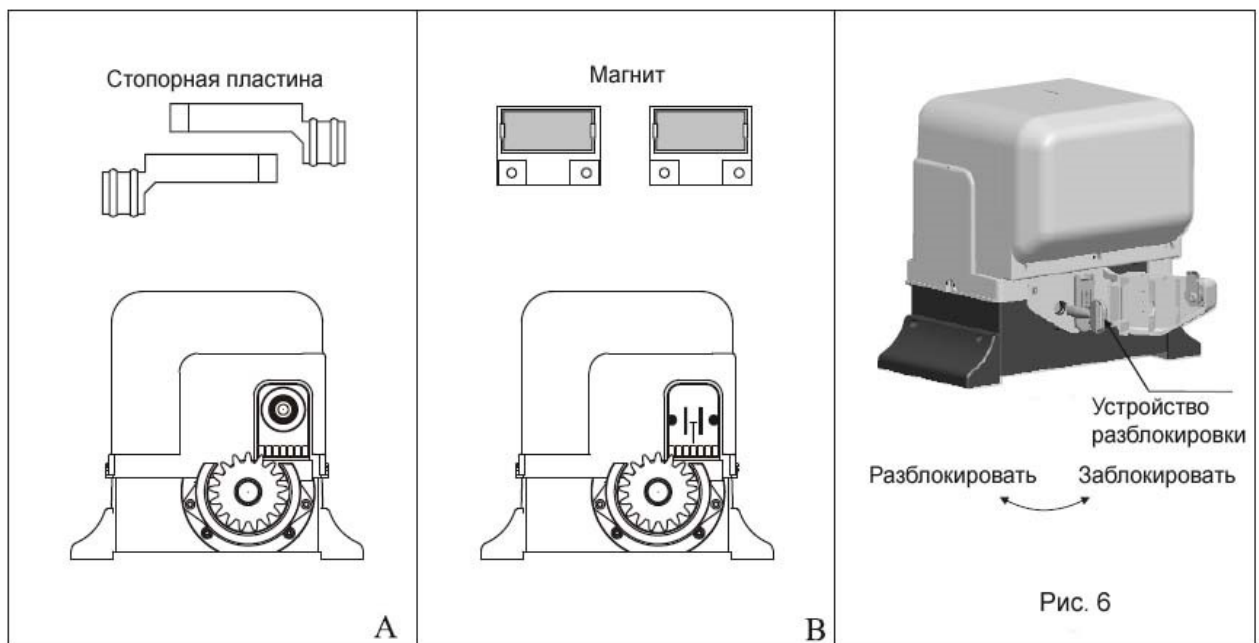 Стопорная пластина
A
Магнит
B
Устройство
разблокировки
Разблокировать
Заблокировать
Рис. 6